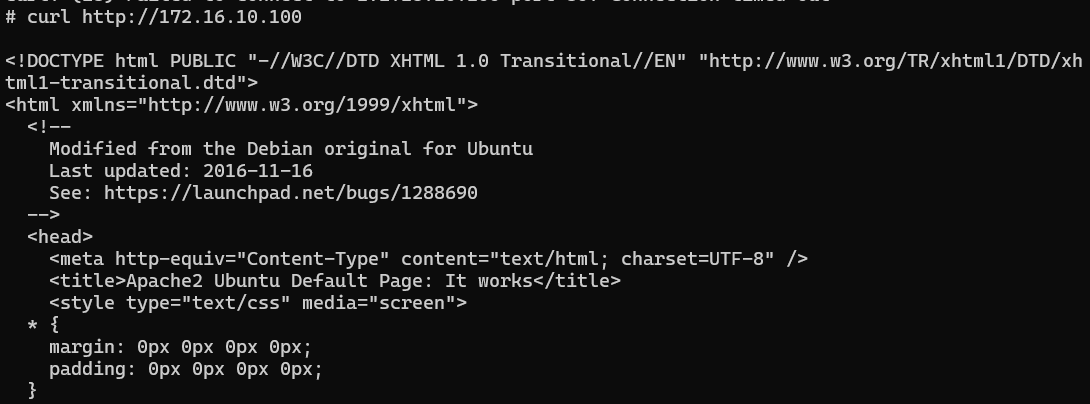 # curl http://172.16.10.100
<!DOCTYPE html PUBLIC "-//W3C//DTD XHTML 1.0 Transitional//EN" "http://www.w3.org/TR/xhtml1/DTD/xh
tml1-transitional.dtd">
<html xmlns="http://www.w3.org/1999/xhtml">
  <!--
    Modified from the Debian original for Ubuntu
    Last updated: 2016-11-16
    See: https://launchpad.net/bugs/1288690
  -->
  <head>
    <meta http-equiv="Content-Type" content="text/html; charset=UTF-8" />
    <title>Apache2 Ubuntu Default Page: It works</title>
    <style type="text/css" media="screen">
  * {
    margin: 0px 0px 0px 0px;
    padding: 0px 0px 0px 0px;
  }